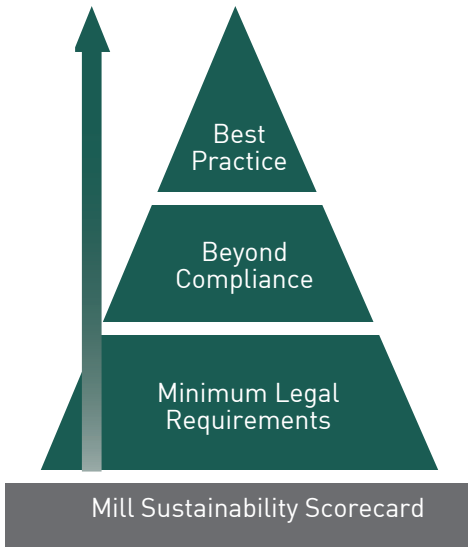 Best
Practice
Beyond
Compliance
Minimum Legal
Requirements
Mill Sustainability Scorecard